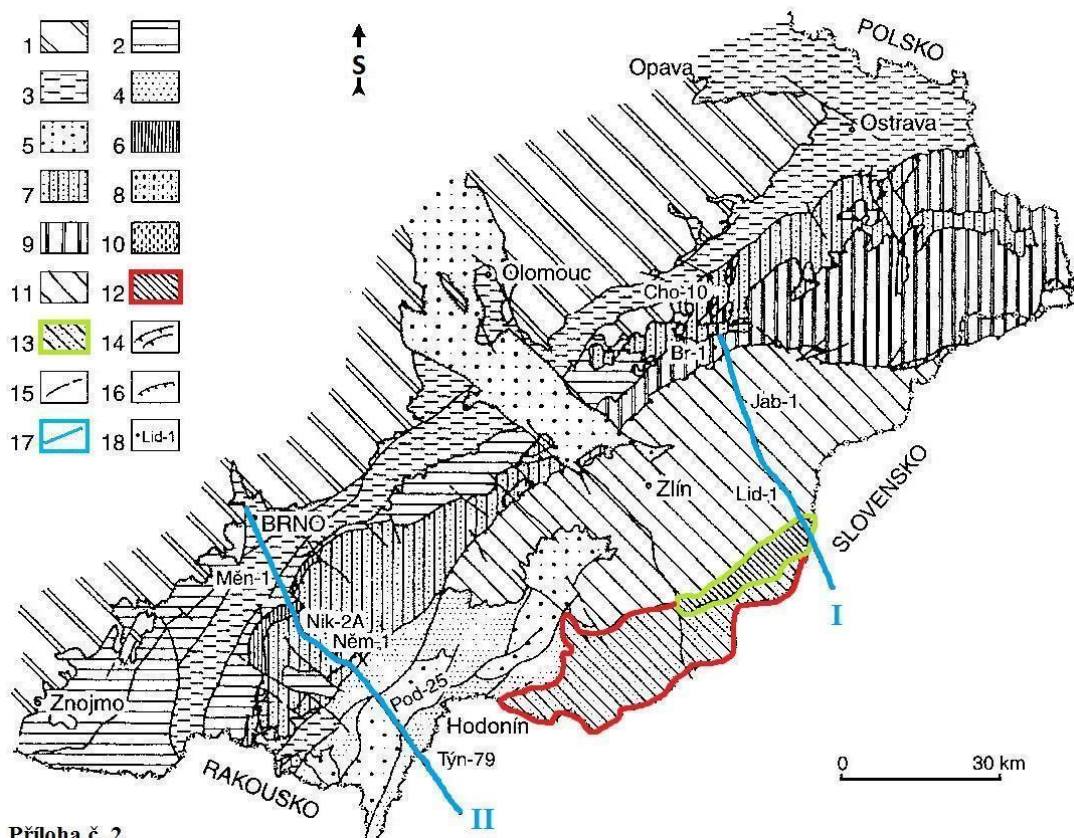 1 2
3 4
5 6
7 8
9 10
11 12
13 14
15 16
17 18 Lid-1
S
POLSKO
Opava
Ostrava
Olomouc
Cho-10
Br-1
Jab-1
Zlín
Lid-1
SLOVENSKO
I
BRNO
Měn-1
Nik-2A
Něm-1
Pod-25
Znojmo
Hodonín
Týn-79
RAKOUSKO
II
0 30 km
Příloha č. 2